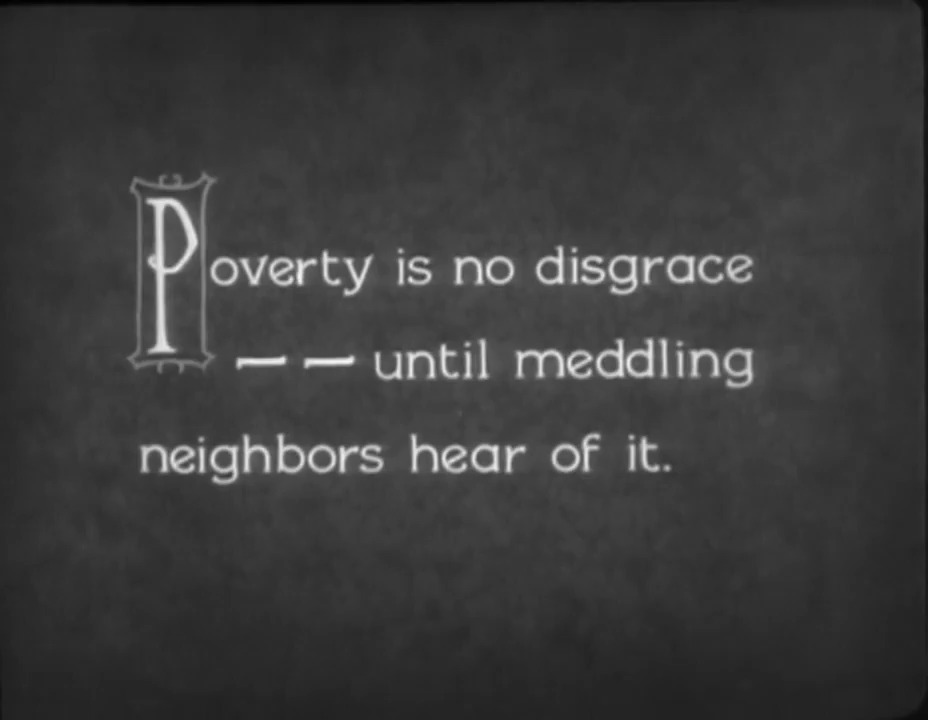 Poverty is no disgrace
— — until meddling
neighbors hear of it.